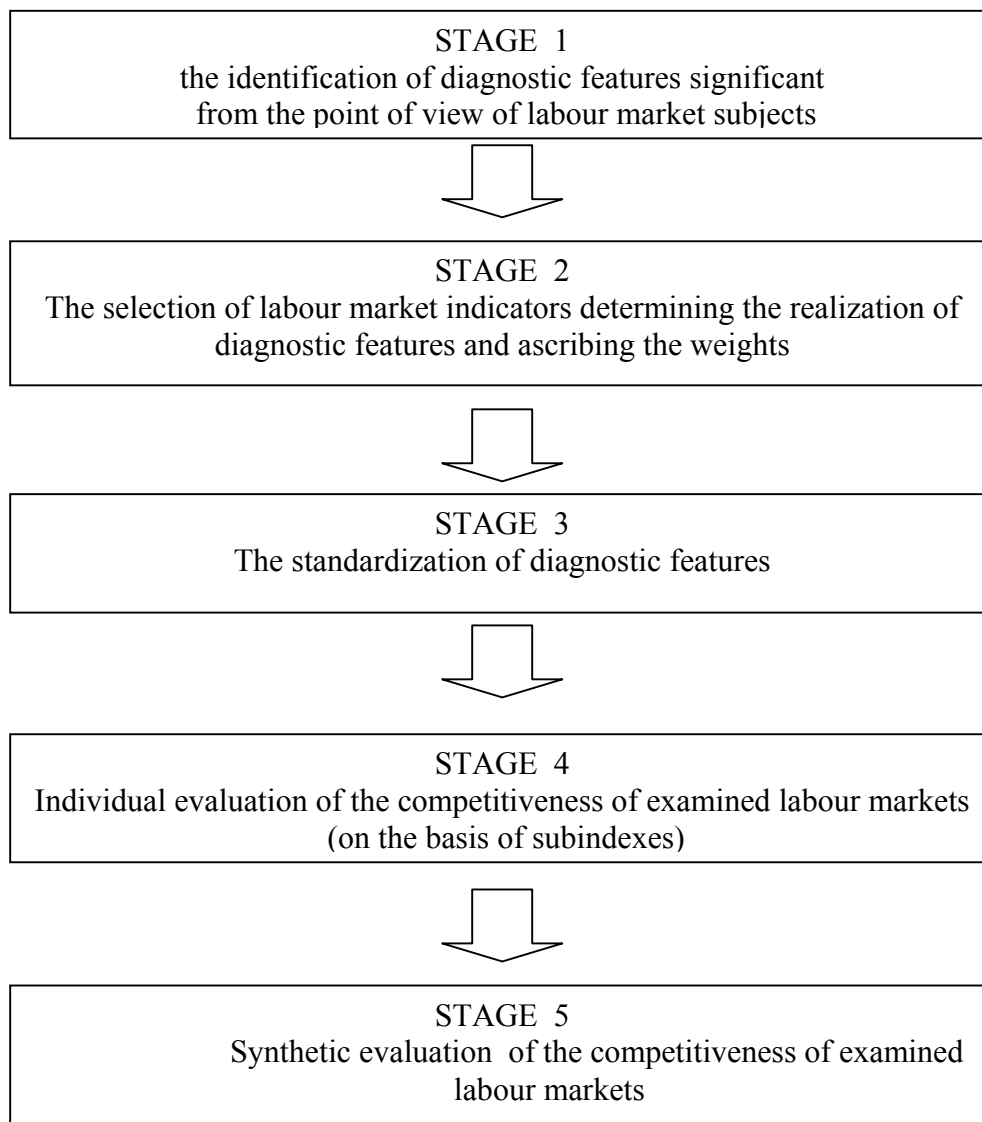 STAGE 1
the identification of diagnostic features significant
from the point of view of labour market subjects
STAGE 2
The selection of labour market indicators determining the realization of
diagnostic features and ascribing the weights
STAGE 3
The standardization of diagnostic features
STAGE 4
Individual evaluation of the competitiveness of examined labour markets
(on the basis of subindexes)
STAGE 5
Synthetic evaluation of the competitiveness of examined
labour markets